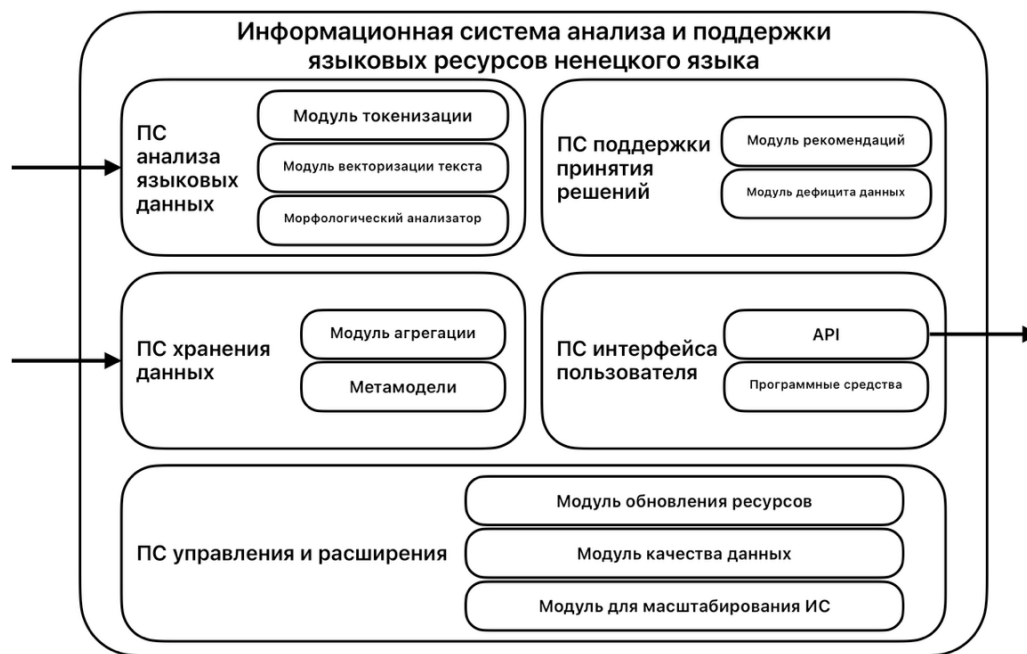 Информационная система анализа и поддержки
языковых ресурсов ненецкого языка
ПС
анализа
языковых
данных
Модуль токенизации
Модуль векторизации текста
Морфологический анализатор
ПС поддержки
принятия
решений
Модуль рекомендаций
Модуль дефицита данных
ПС хранения
данных
Модуль агрегации
Метамодели
ПС интерфейса
пользователя
API
Программные средства
ПС управления и расширения
Модуль обновления ресурсов
Модуль качества данных
Модуль для масштабирования ИС